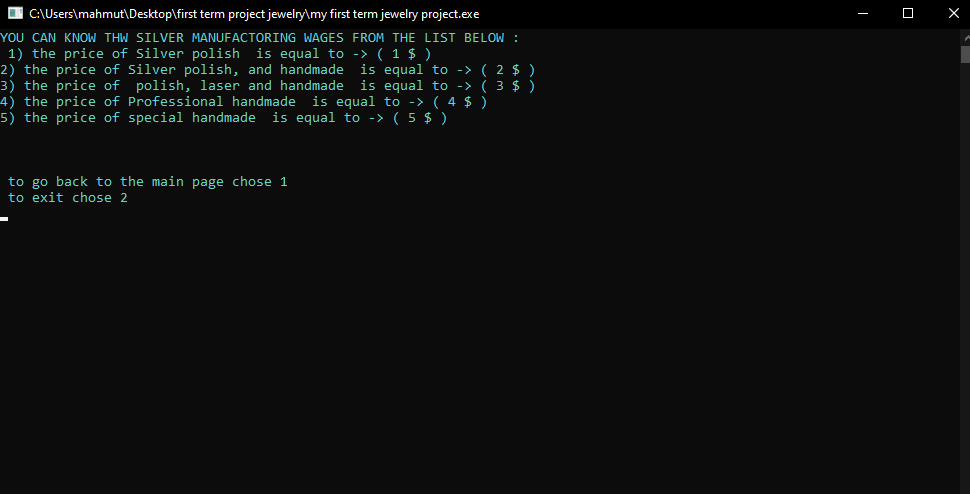 C:\Users\mahmut\Desktop\first term project jewelry\my first term jewelry project.exe
YOU CAN KNOW THW SILVER MANUFACTORING WAGES FROM THE LIST BELOW :
 1) the price of Silver polish  is equal to -> ( 1 $ )
2) the price of Silver polish, and handmade  is equal to -> ( 2 $ )
3) the price of  polish, laser and handmade  is equal to -> ( 3 $ )
4) the price of Professional handmade  is equal to -> ( 4 $ )
5) the price of special handmade  is equal to -> ( 5 $ )
 to go back to the main page chose 1
 to exit chose 2